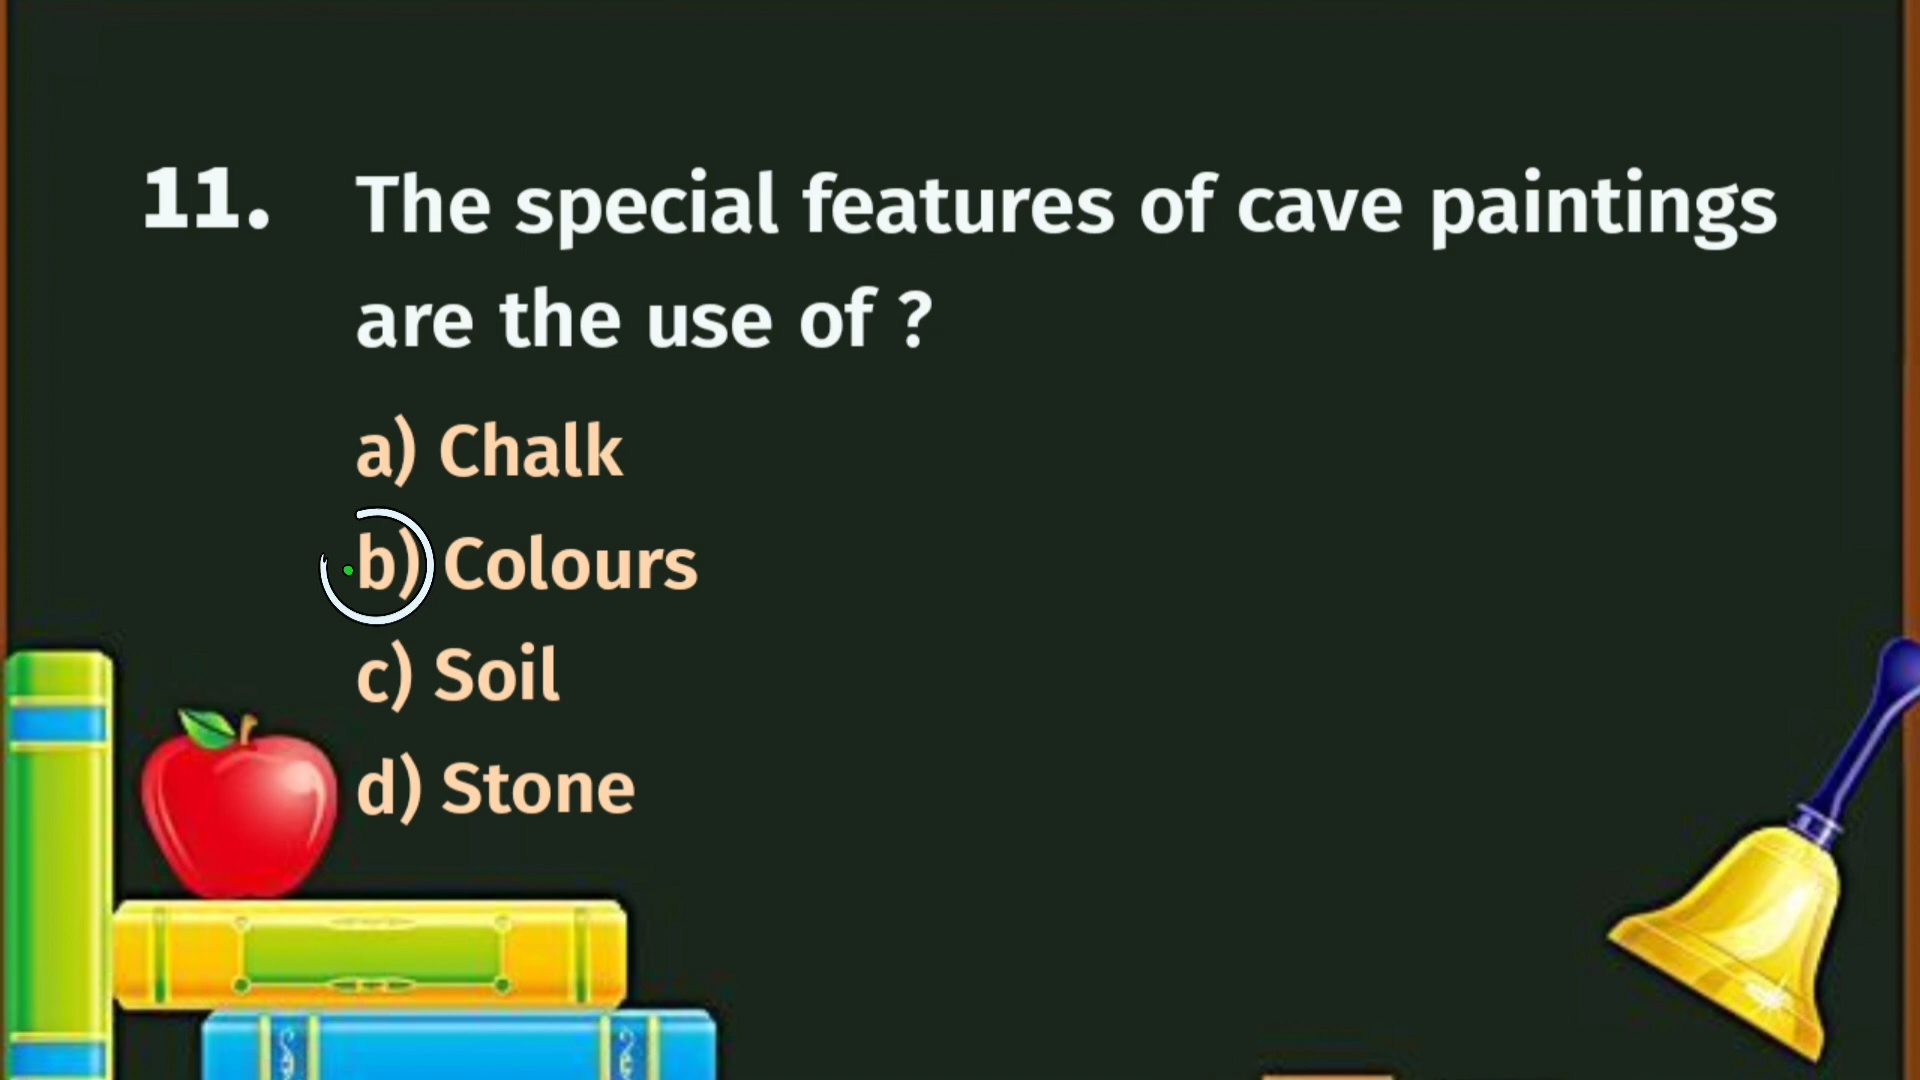 11. The special features of cave paintings
are the use of ?
a) Chalk
b) Colours
c) Soil
d) Stone